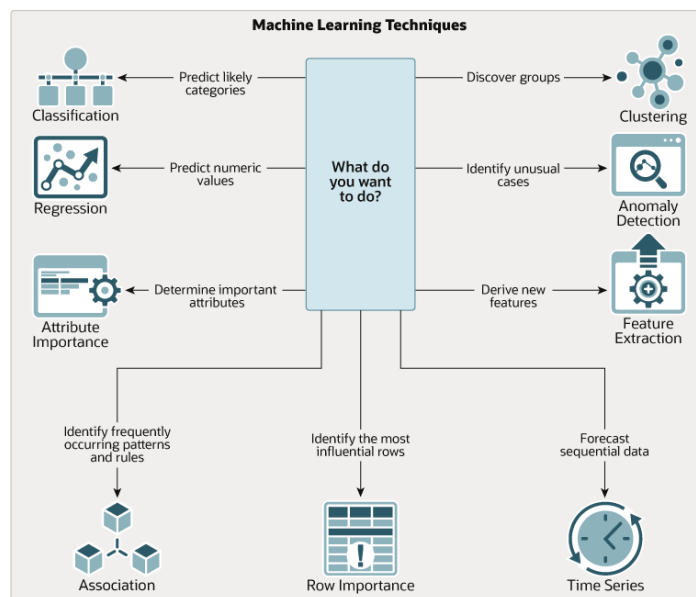 Machine Learning Techniques
Predict likely
categories
Classification
Discover groups
Clustering
What do
you want
to do?
Predict numeric
values
Regression
Identify unusual
cases
Anomaly
Detection
Determine important
attributes
Attribute
Importance
Derive new
features
Feature
Extraction
Identify frequently
occurring patterns
and rules
Association
Identify the most
influential rows
Row Importance
Forecast
sequential data
Time Series